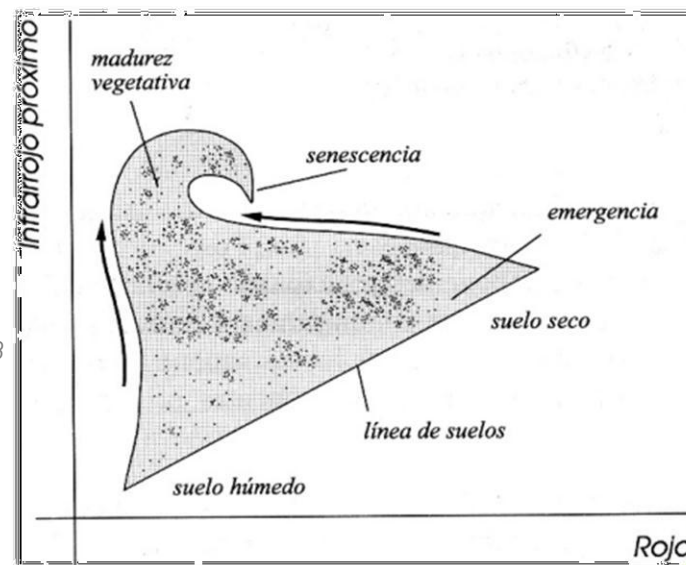 Infrarrojo próximo
madurez
vegetativa
senescencia
emergencia
suelo seco
línea de suelos
suelo húmedo
Rojo